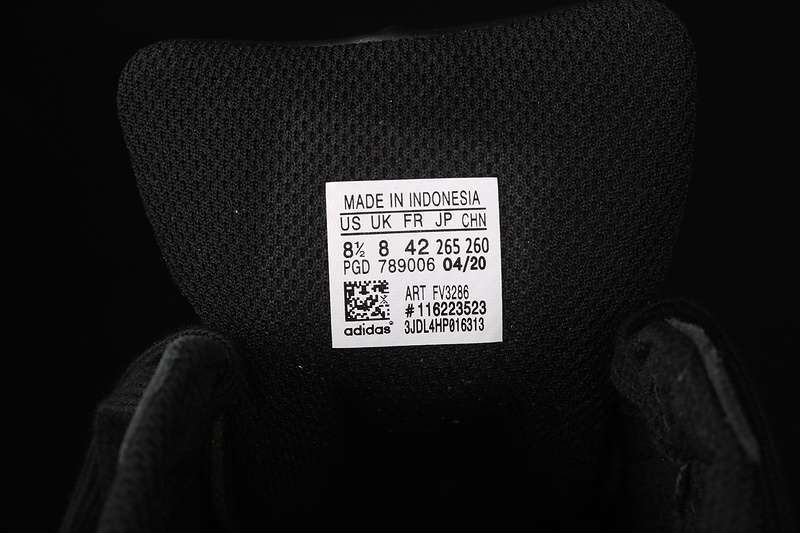 MADE IN INDONESIA
US UK FR JP CHN
8½ 8 42 265 260
PGD 789006 04/20
ART FV3286
#116223523
adidas® 3JDL4HP016313